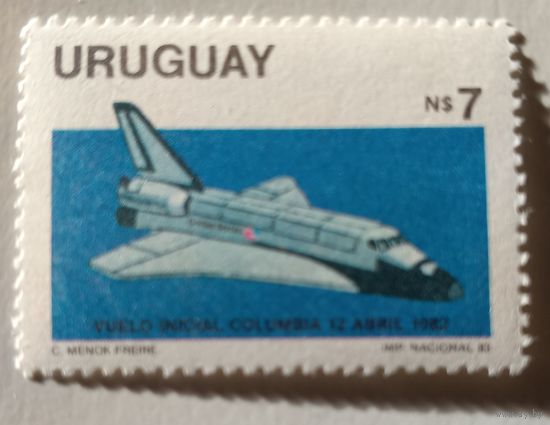 URUGUAY
N$ 7
VUELO INICIAL COLUMBIA 12 ABRIL 1982
C. MENCK FREIRE IMP. NACIONAL 83